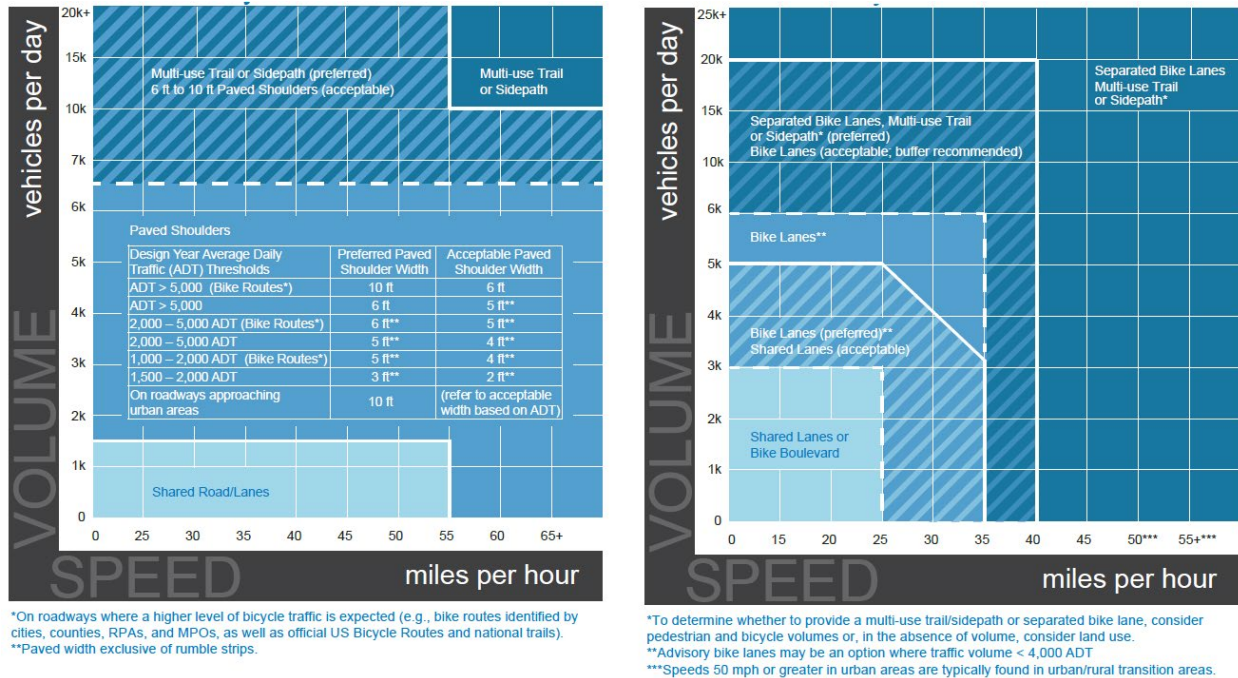 vehicles per day
VOLUME
20k+
15k
10k
7k
6k
5k
4k
3k
2k
1k
0
Multi-use Trail or Sidepath (preferred)
6 ft to 10 ft Paved Shoulders (acceptable)
Multi-use Trail
or Sidepath
Paved Shoulders
Design Year Average Daily Traffic (ADT) Thresholds Preferred Paved Shoulder Width Acceptable Paved Shoulder Width
ADT > 5,000 (Bike Routes*) 10 ft 6 ft
ADT > 5,000 6 ft 5 ft**
2,000 – 5,000 ADT (Bike Routes*) 6 ft** 5 ft**
2,000 – 5,000 ADT 5 ft** 4 ft**
1,000 – 2,000 ADT (Bike Routes*) 5 ft** 4 ft**
1,500 – 2,000 ADT 3 ft** 2 ft**
On roadways approaching urban areas 10 ft (refer to acceptable width based on ADT)
Shared Road/Lanes
0 25 30 35 40 45 50 55 60 65+
SPEED miles per hour
*On roadways where a higher level of bicycle traffic is expected (e.g., bike routes identified by
cities, counties, RPAs, and MPOs, as well as official US Bicycle Routes and national trails).
**Paved width exclusive of rumble strips.
vehicles per day
VOLUME
25k+
20k
15k
10k
6k
5k
4k
3k
2k
1k
0
Separated Bike Lanes
Multi-use Trail
or Sidepath*
Separated Bike Lanes, Multi-use Trail
or Sidepath* (preferred)
Bike Lanes (acceptable; buffer recommended)
Bike Lanes**
Bike Lanes (preferred)**
Shared Lanes (acceptable)
Shared Lanes or
Bike Boulevard
0 15 20 25 30 35 40 45 50*** 55+***
SPEED miles per hour
*To determine whether to provide a multi-use trail/sidepath or separated bike lane, consider
pedestrian and bicycle volumes or, in the absence of volume, consider land use.
**Advisory bike lanes may be an option where traffic volume < 4,000 ADT
***Speeds 50 mph or greater in urban areas are typically found in urban/rural transition areas.